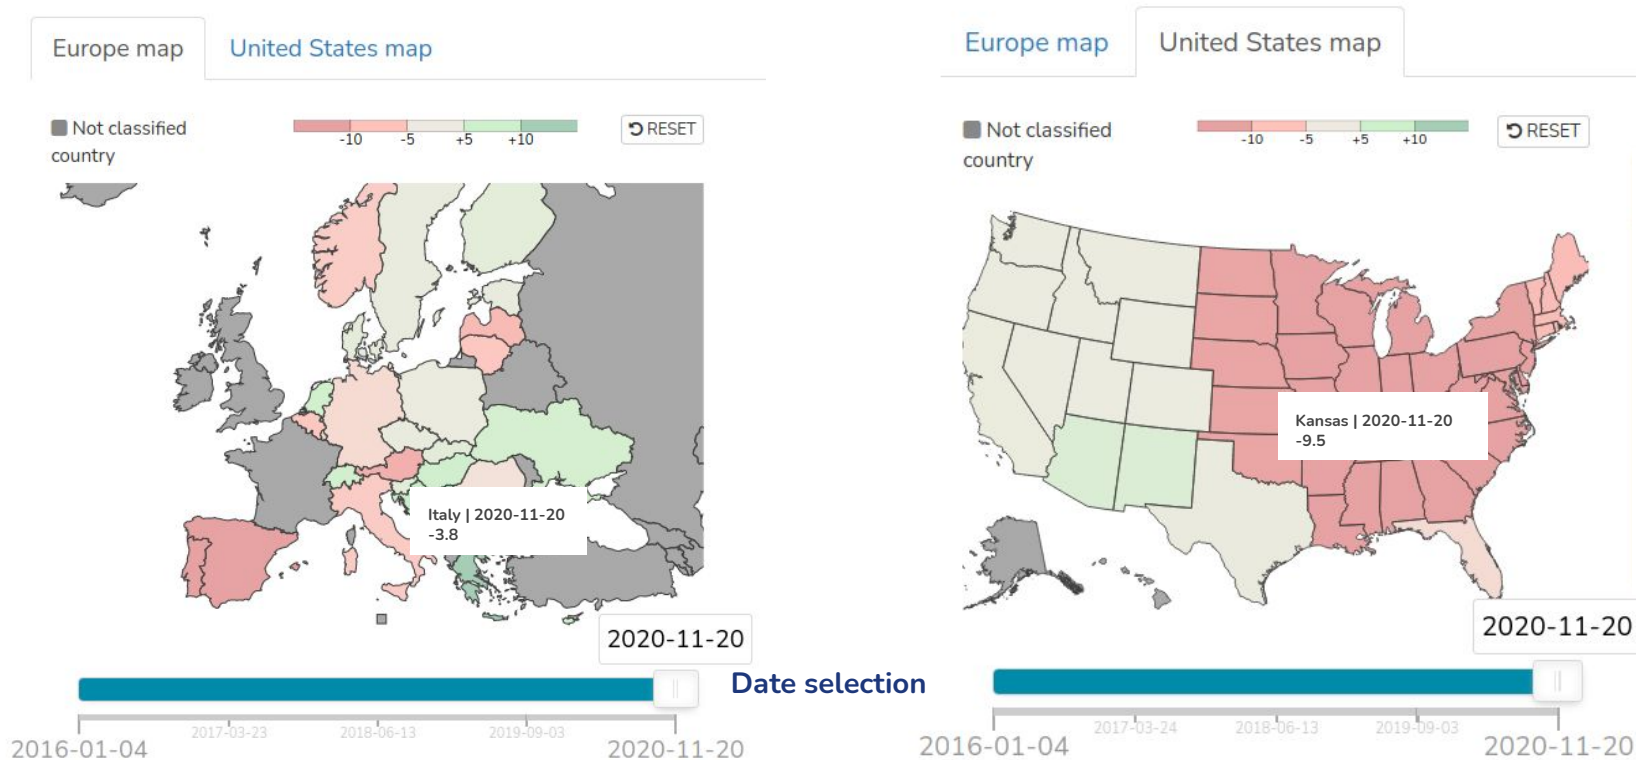 Europe map
United States map
Not classified
country
-10
-5
+5
+10
RESET
Italy | 2020-11-20
-3.8
2020-11-20
2016-01-04
2017-03-23
2018-06-13
2019-09-03
2020-11-20
Date selection
Europe map
United States map
Not classified
country
-10
-5
+5
+10
RESET
Kansas | 2020-11-20
-9.5
2020-11-20
2016-01-04
2017-03-24
2018-06-13
2019-09-03
2020-11-20